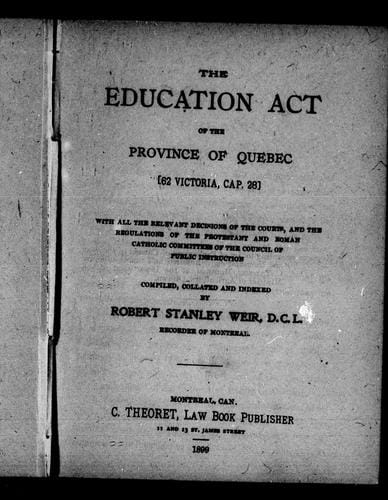 THE
EDUCATION ACT
OF THE
PROVINCE OF QUEBEC
[62 VICTORIA, CAP. 28]
WITH ALL THE RELEVANT DECISIONS OF THE COURTS, AND THE
REGULATIONS OF THE PROTESTANT AND ROMAN
CATHOLIC COMMITTEES OF THE COUNCIL OF
PUBLIC INSTRUCTION
COMPILED, COLLATED AND INDEXED
BY
ROBERT STANLEY WEIR, D.C.L.
RECORDER OF MONTREAL.
MONTREAL, CAN.
C. THEORET, LAW BOOK PUBLISHER
11 AND 13 ST. JAMES STREET
1899